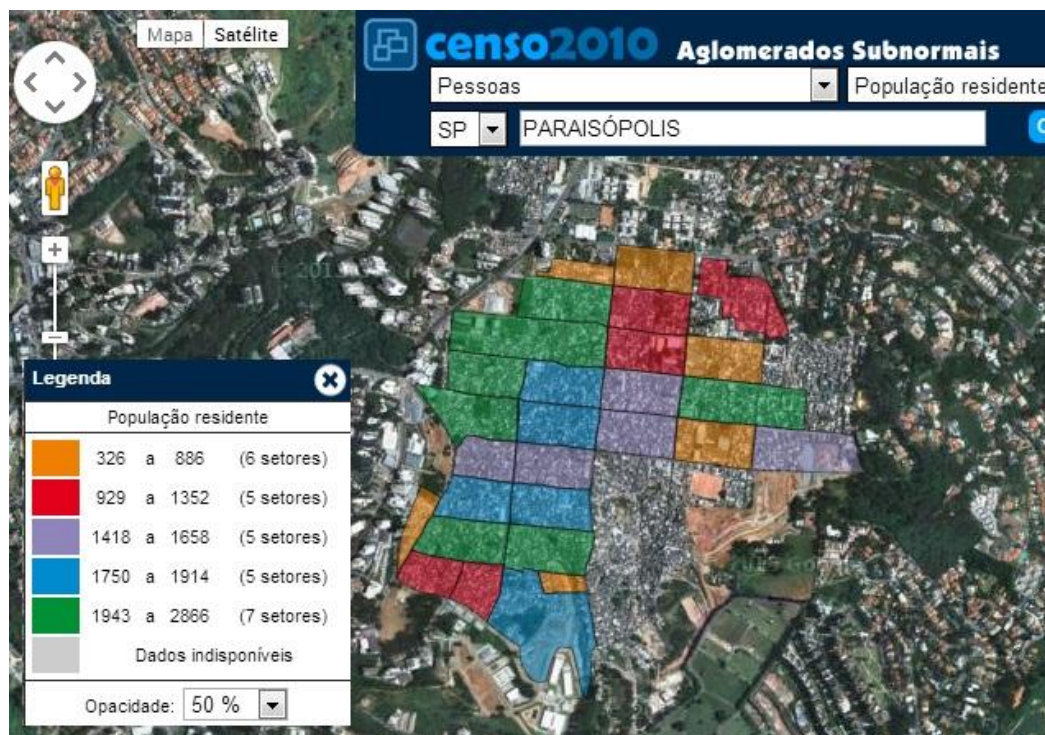 Mapa Satélite
censo2010 Aglomerados Subnormais
Pessoas População residente
SP PARAISÓPOLIS
Legenda
População residente
326 a 886 (6 setores)
929 a 1352 (5 setores)
1418 a 1658 (5 setores)
1750 a 1914 (5 setores)
1943 a 2866 (7 setores)
Dados indisponíveis
Opacidade: 50 %